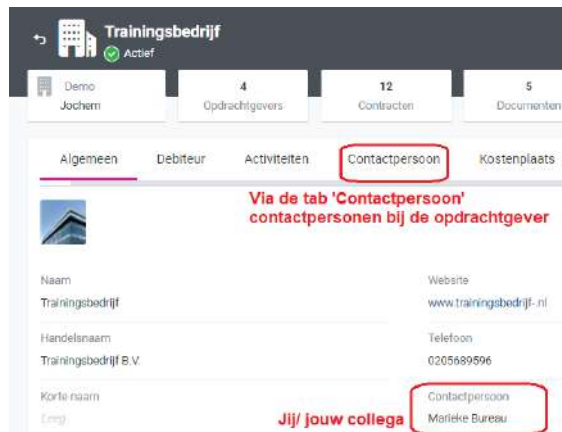 Trainingsbedrijf
Actief
Demo
Jochem
4
Opdrachtgevers
12
Contracten
5
Documenten
Algemeen
Debiteur
Activiteiten
Contactpersoon
Kostenplaats
Via de tab 'Contactpersoon'
contactpersonen bij de opdrachtgever
Naam
Trainingsbedrijf
Website
www.trainingsbedrijf-.nl
Handelsnaam
Trainingsbedrijf B.V.
Telefoon
0205689596
Korte naam
Leeg
Jij/ jouw collega
Contactpersoon
Marieke Bureau